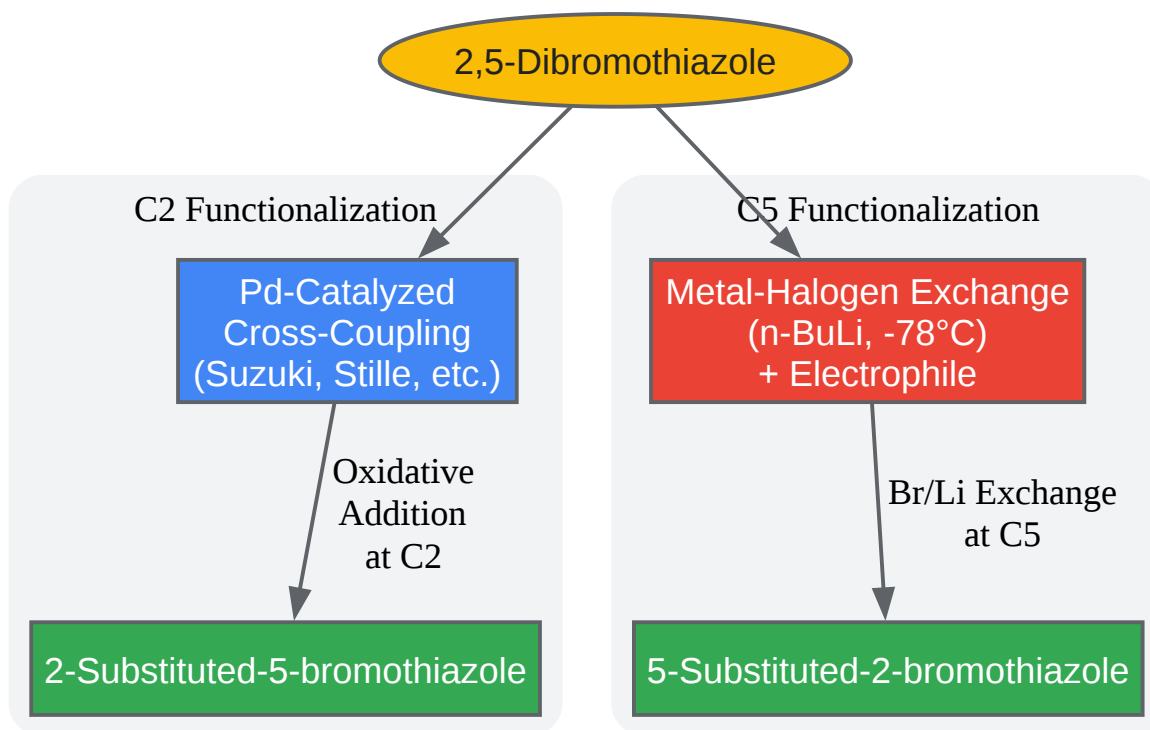 2,5-Dibromothiazole
C2 Functionalization
Pd-Catalyzed
Cross-Coupling
(Suzuki, Stille, etc.)
Oxidative
Addition
at C2
2-Substituted-5-bromothiazole
C5 Functionalization
Metal-Halogen Exchange
(n-BuLi, -78°C)
+ Electrophile
Br/Li Exchange
at C5
5-Substituted-2-bromothiazole